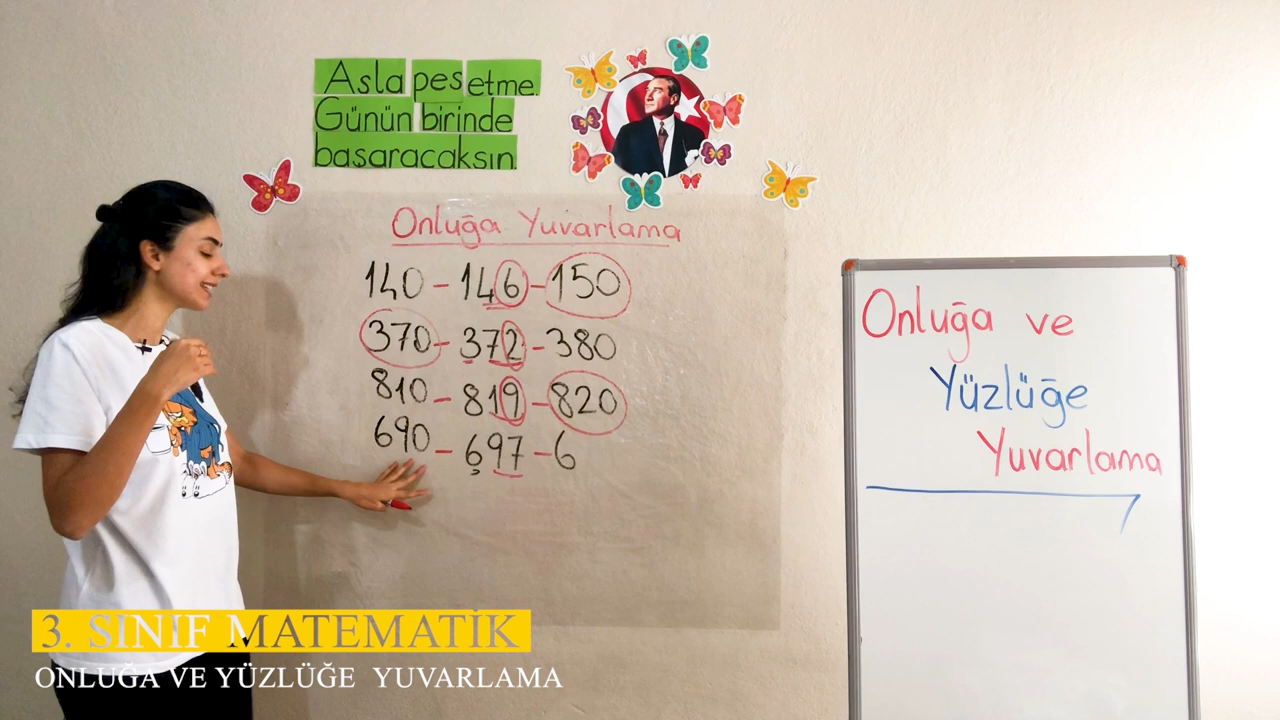 Asla pes etme.
Günün birinde
başaracaksın.
Onluğa Yuvarlama
140 - 146 - 150
370 - 372 - 380
810 - 819 - 820
690 - 697 - 6
Onluğa ve
Yüzlüğe
Yuvarlama
3. SINIF MATEMATİK
ONLUĞA VE YÜZLÜĞE YUVARLAMA